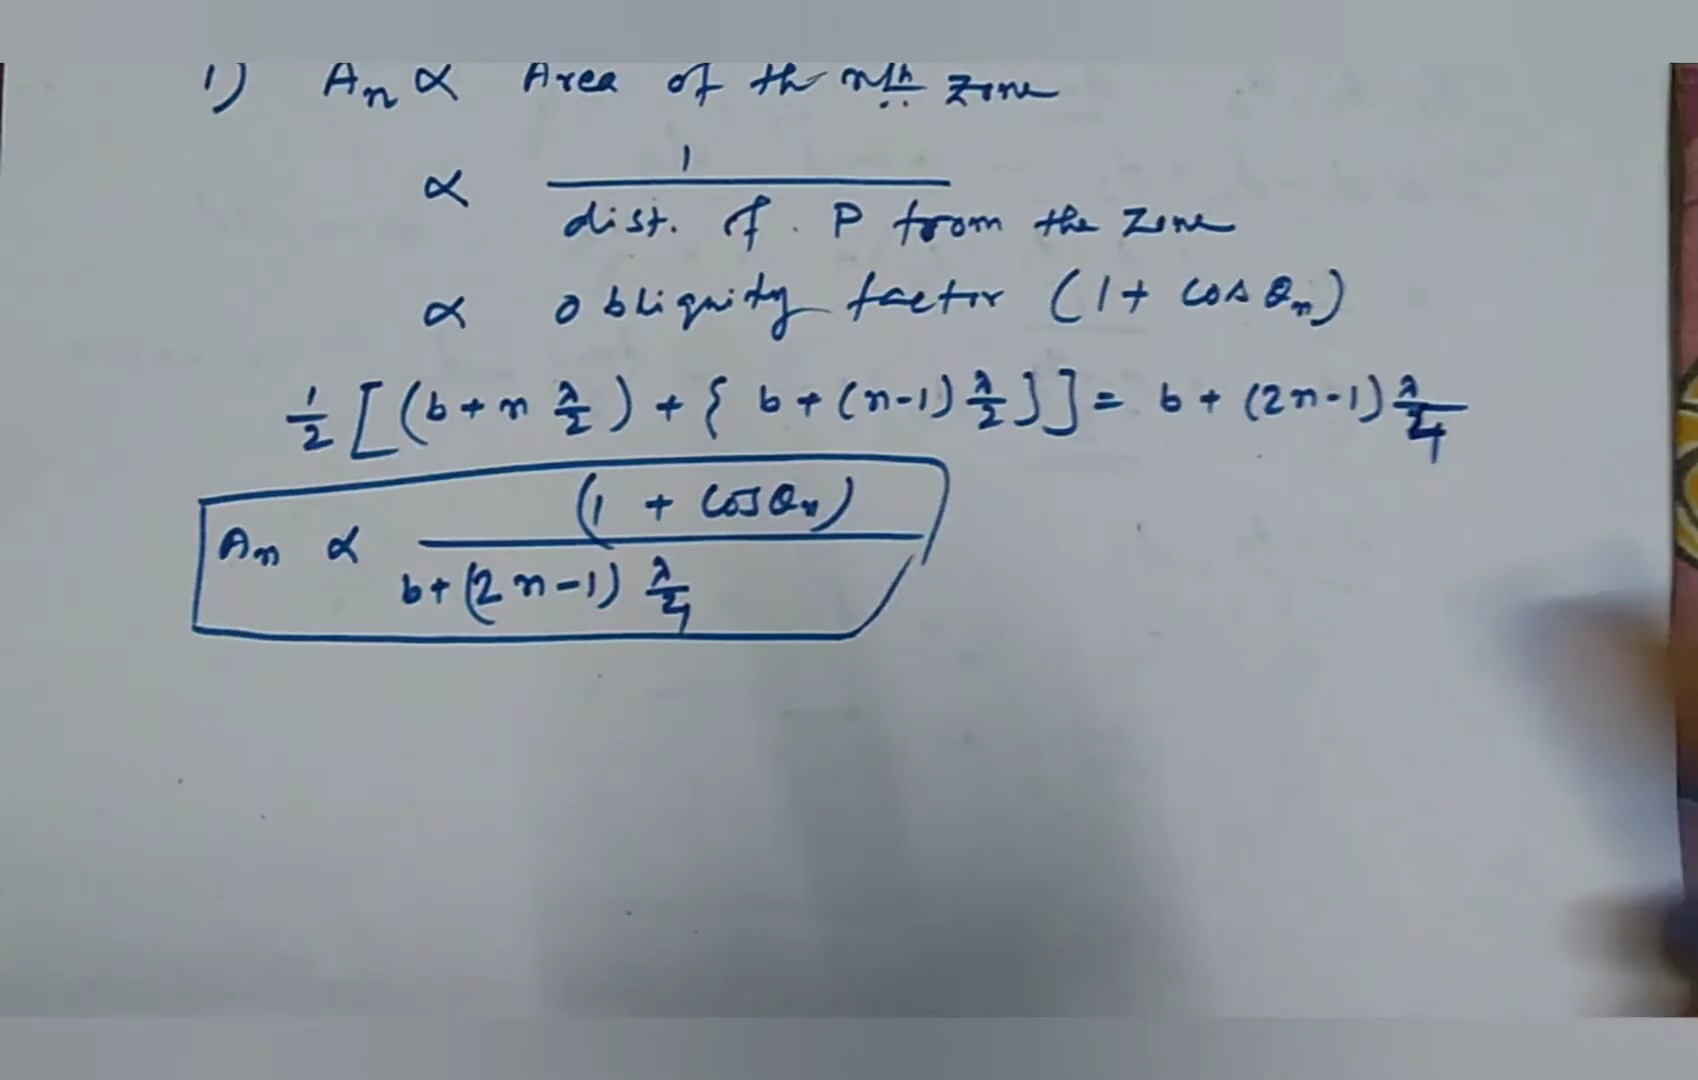 1) An ∝ Area of th nth zone
∝ 1 / dist. of P from the zone
∝ obliquity factor (1 + cos θn)
1/2 [(b + n λ/2) + { b + (n-1) λ/2 }] = b + (2n-1) λ/4
An ∝ (1 + cos θn) / b + (2n-1) λ/4